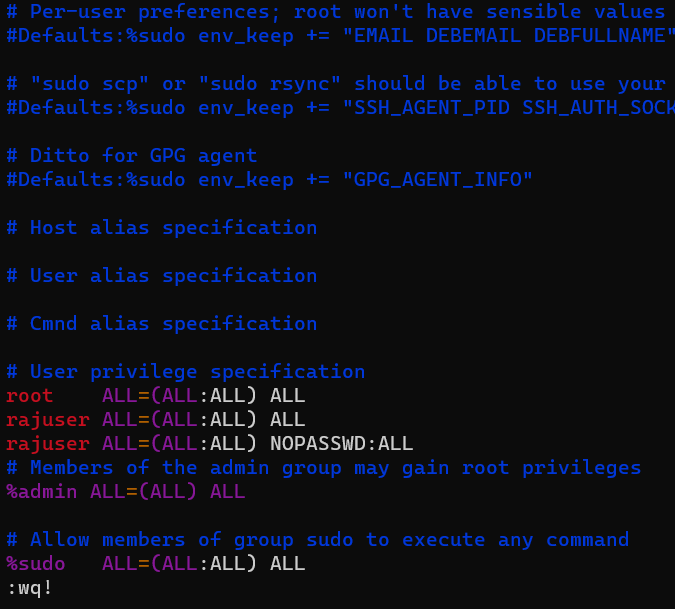 # Per-user preferences; root won't have sensible values
#Defaults:%sudo env_keep += "EMAIL DEBEMAIL DEBFULLNAME"
# "sudo scp" or "sudo rsync" should be able to use your
#Defaults:%sudo env_keep += "SSH_AGENT_PID SSH_AUTH_SOCK
# Ditto for GPG agent
#Defaults:%sudo env_keep += "GPG_AGENT_INFO"
# Host alias specification
# User alias specification
# Cmnd alias specification
# User privilege specification
root    ALL=(ALL:ALL) ALL
rajuser ALL=(ALL:ALL) ALL
rajuser ALL=(ALL:ALL) NOPASSWD:ALL
# Members of the admin group may gain root privileges
%admin ALL=(ALL) ALL
# Allow members of group sudo to execute any command
%sudo   ALL=(ALL:ALL) ALL
:wq!